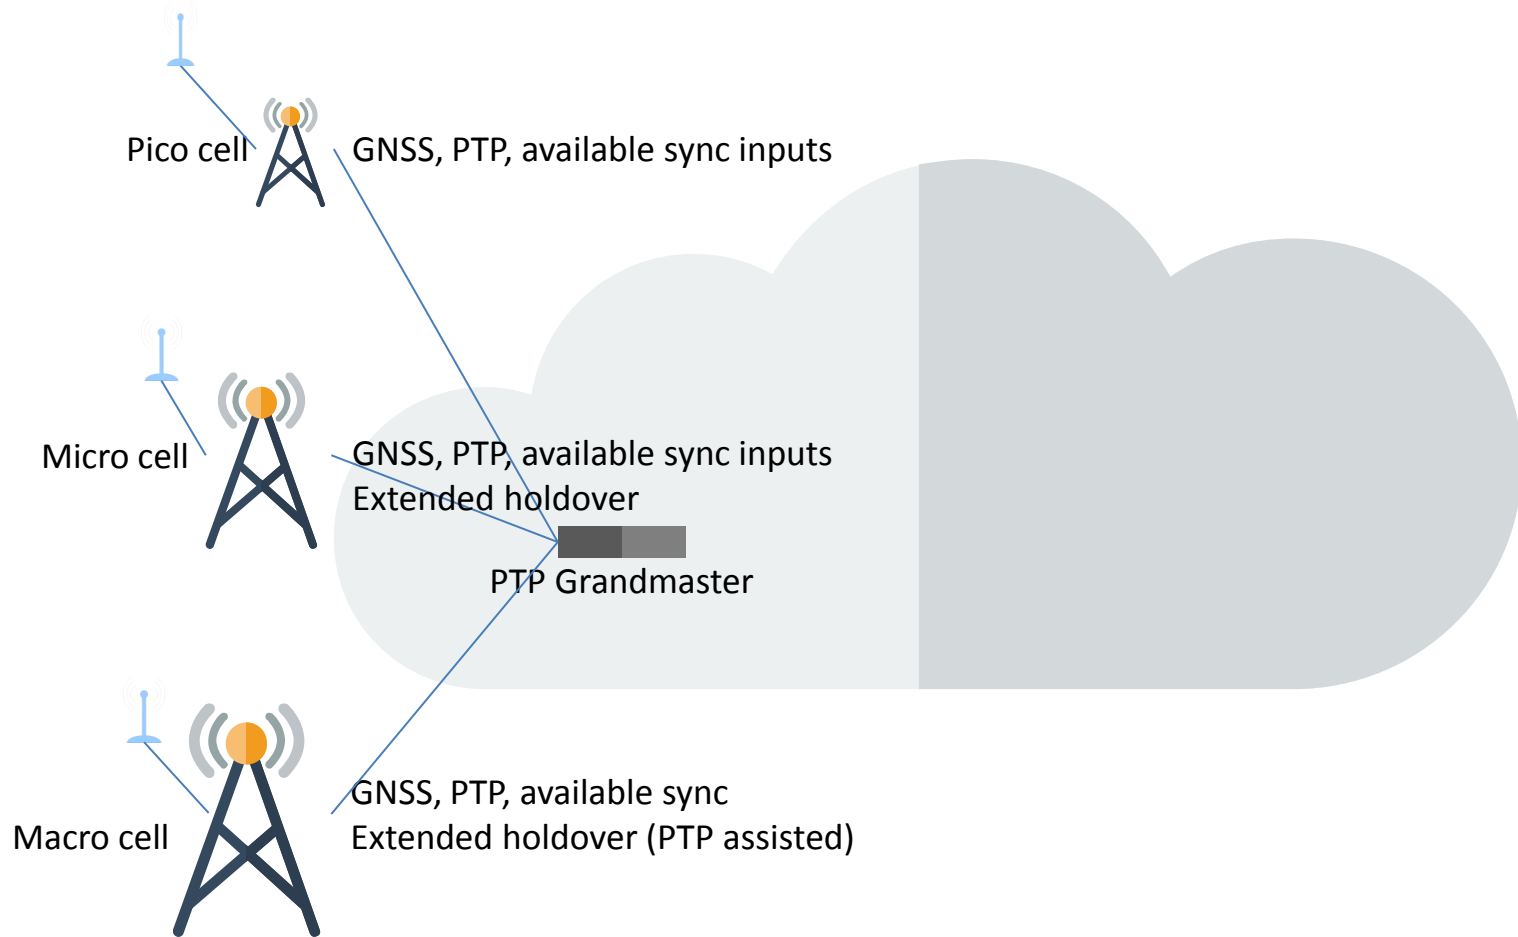 Pico cell
GNSS, PTP, available sync inputs
Micro cell
GNSS, PTP, available sync inputs
Extended holdover
PTP Grandmaster
Macro cell
GNSS, PTP, available sync
Extended holdover (PTP assisted)